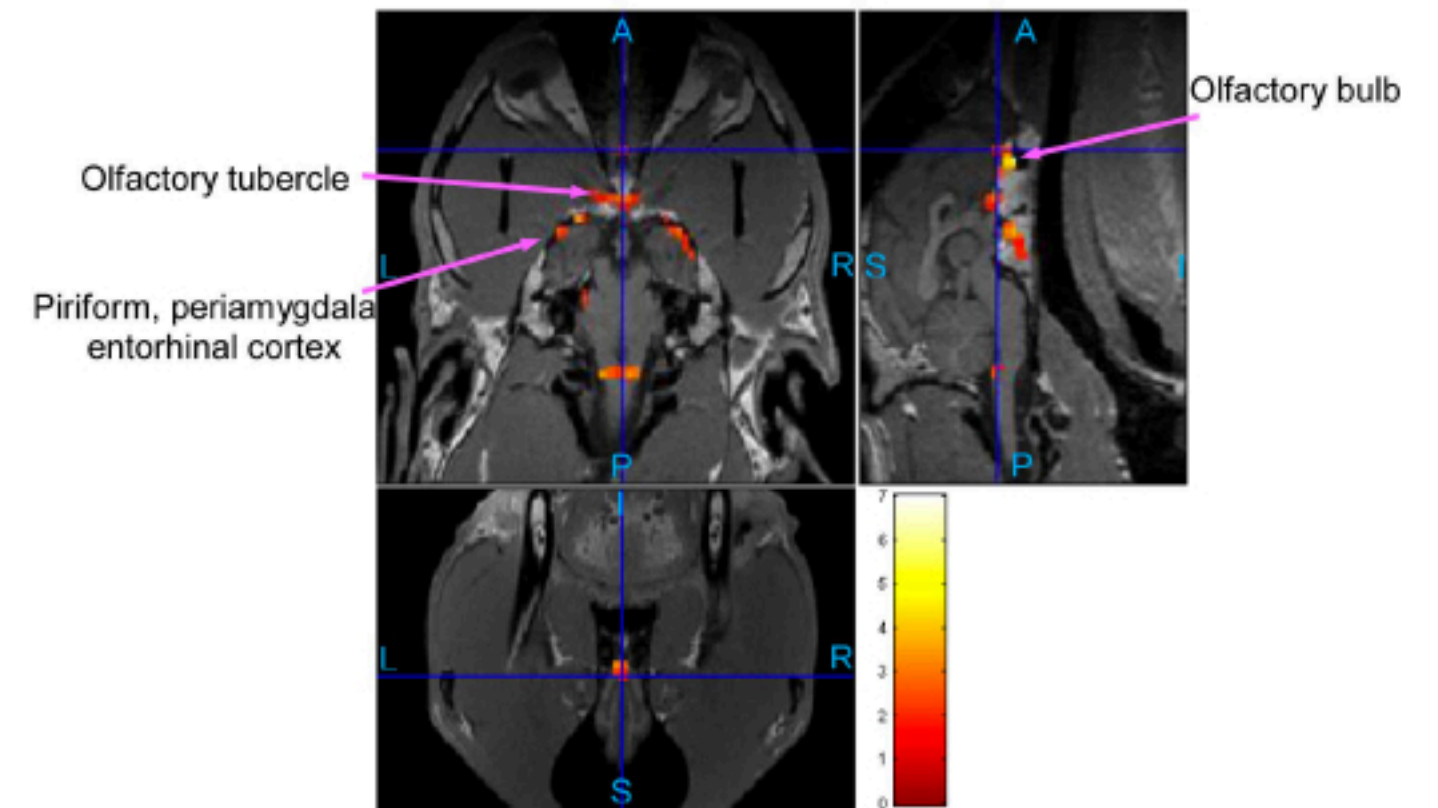 A
A
Olfactory bulb
Olfactory tubercle
L
R
S
Piriform, periamygdala
entorhinal cortex
P
P
I
7
6
5
4
3
2
1
0
L
R
S